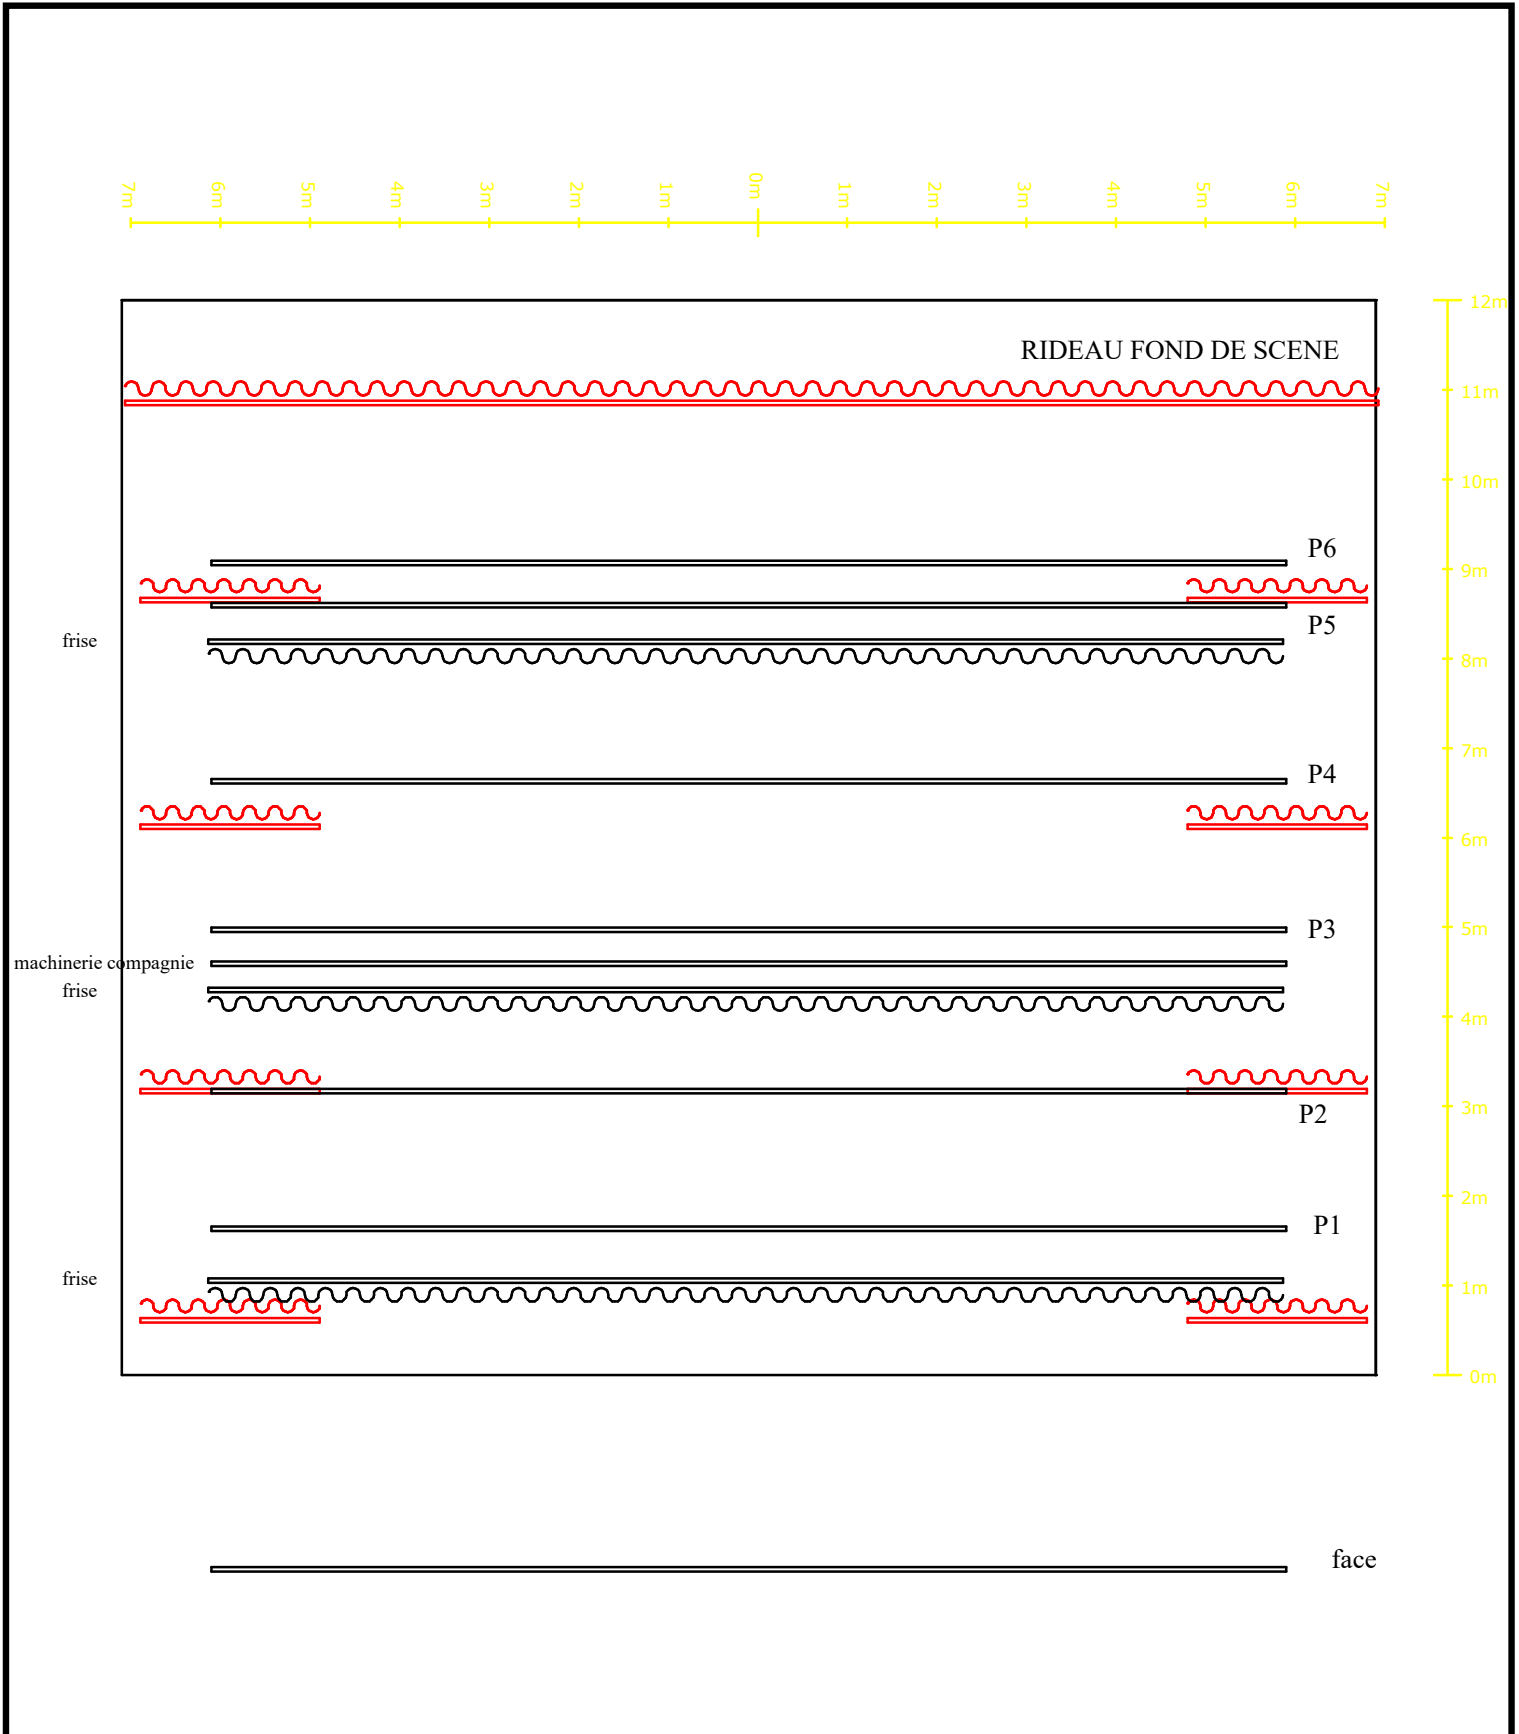 7m 6m 5m 4m 3m 2m 1m 0m 1m 2m 3m 4m 5m 6m 7m
12m
RIDEAU FOND DE SCENE
11m
10m
P6
9m
P5
frise
8m
7m
P4
6m
P3
5m
machinerie compagnie
frise
4m
3m
P2
2m
P1
frise
1m
0m
face